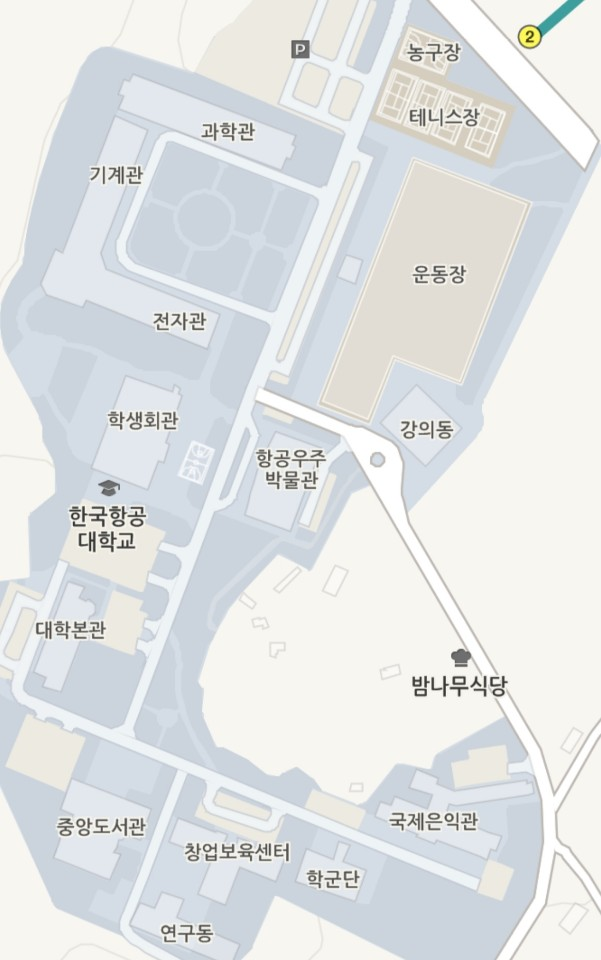 2
P
농구장
테니스장
과학관
기계관
운동장
전자관
학생회관
강의동
항공우주
박물관
한국항공
대학교
대학본관
밤나무식당
중앙도서관
국제은익관
창업보육센터
학군단
연구동